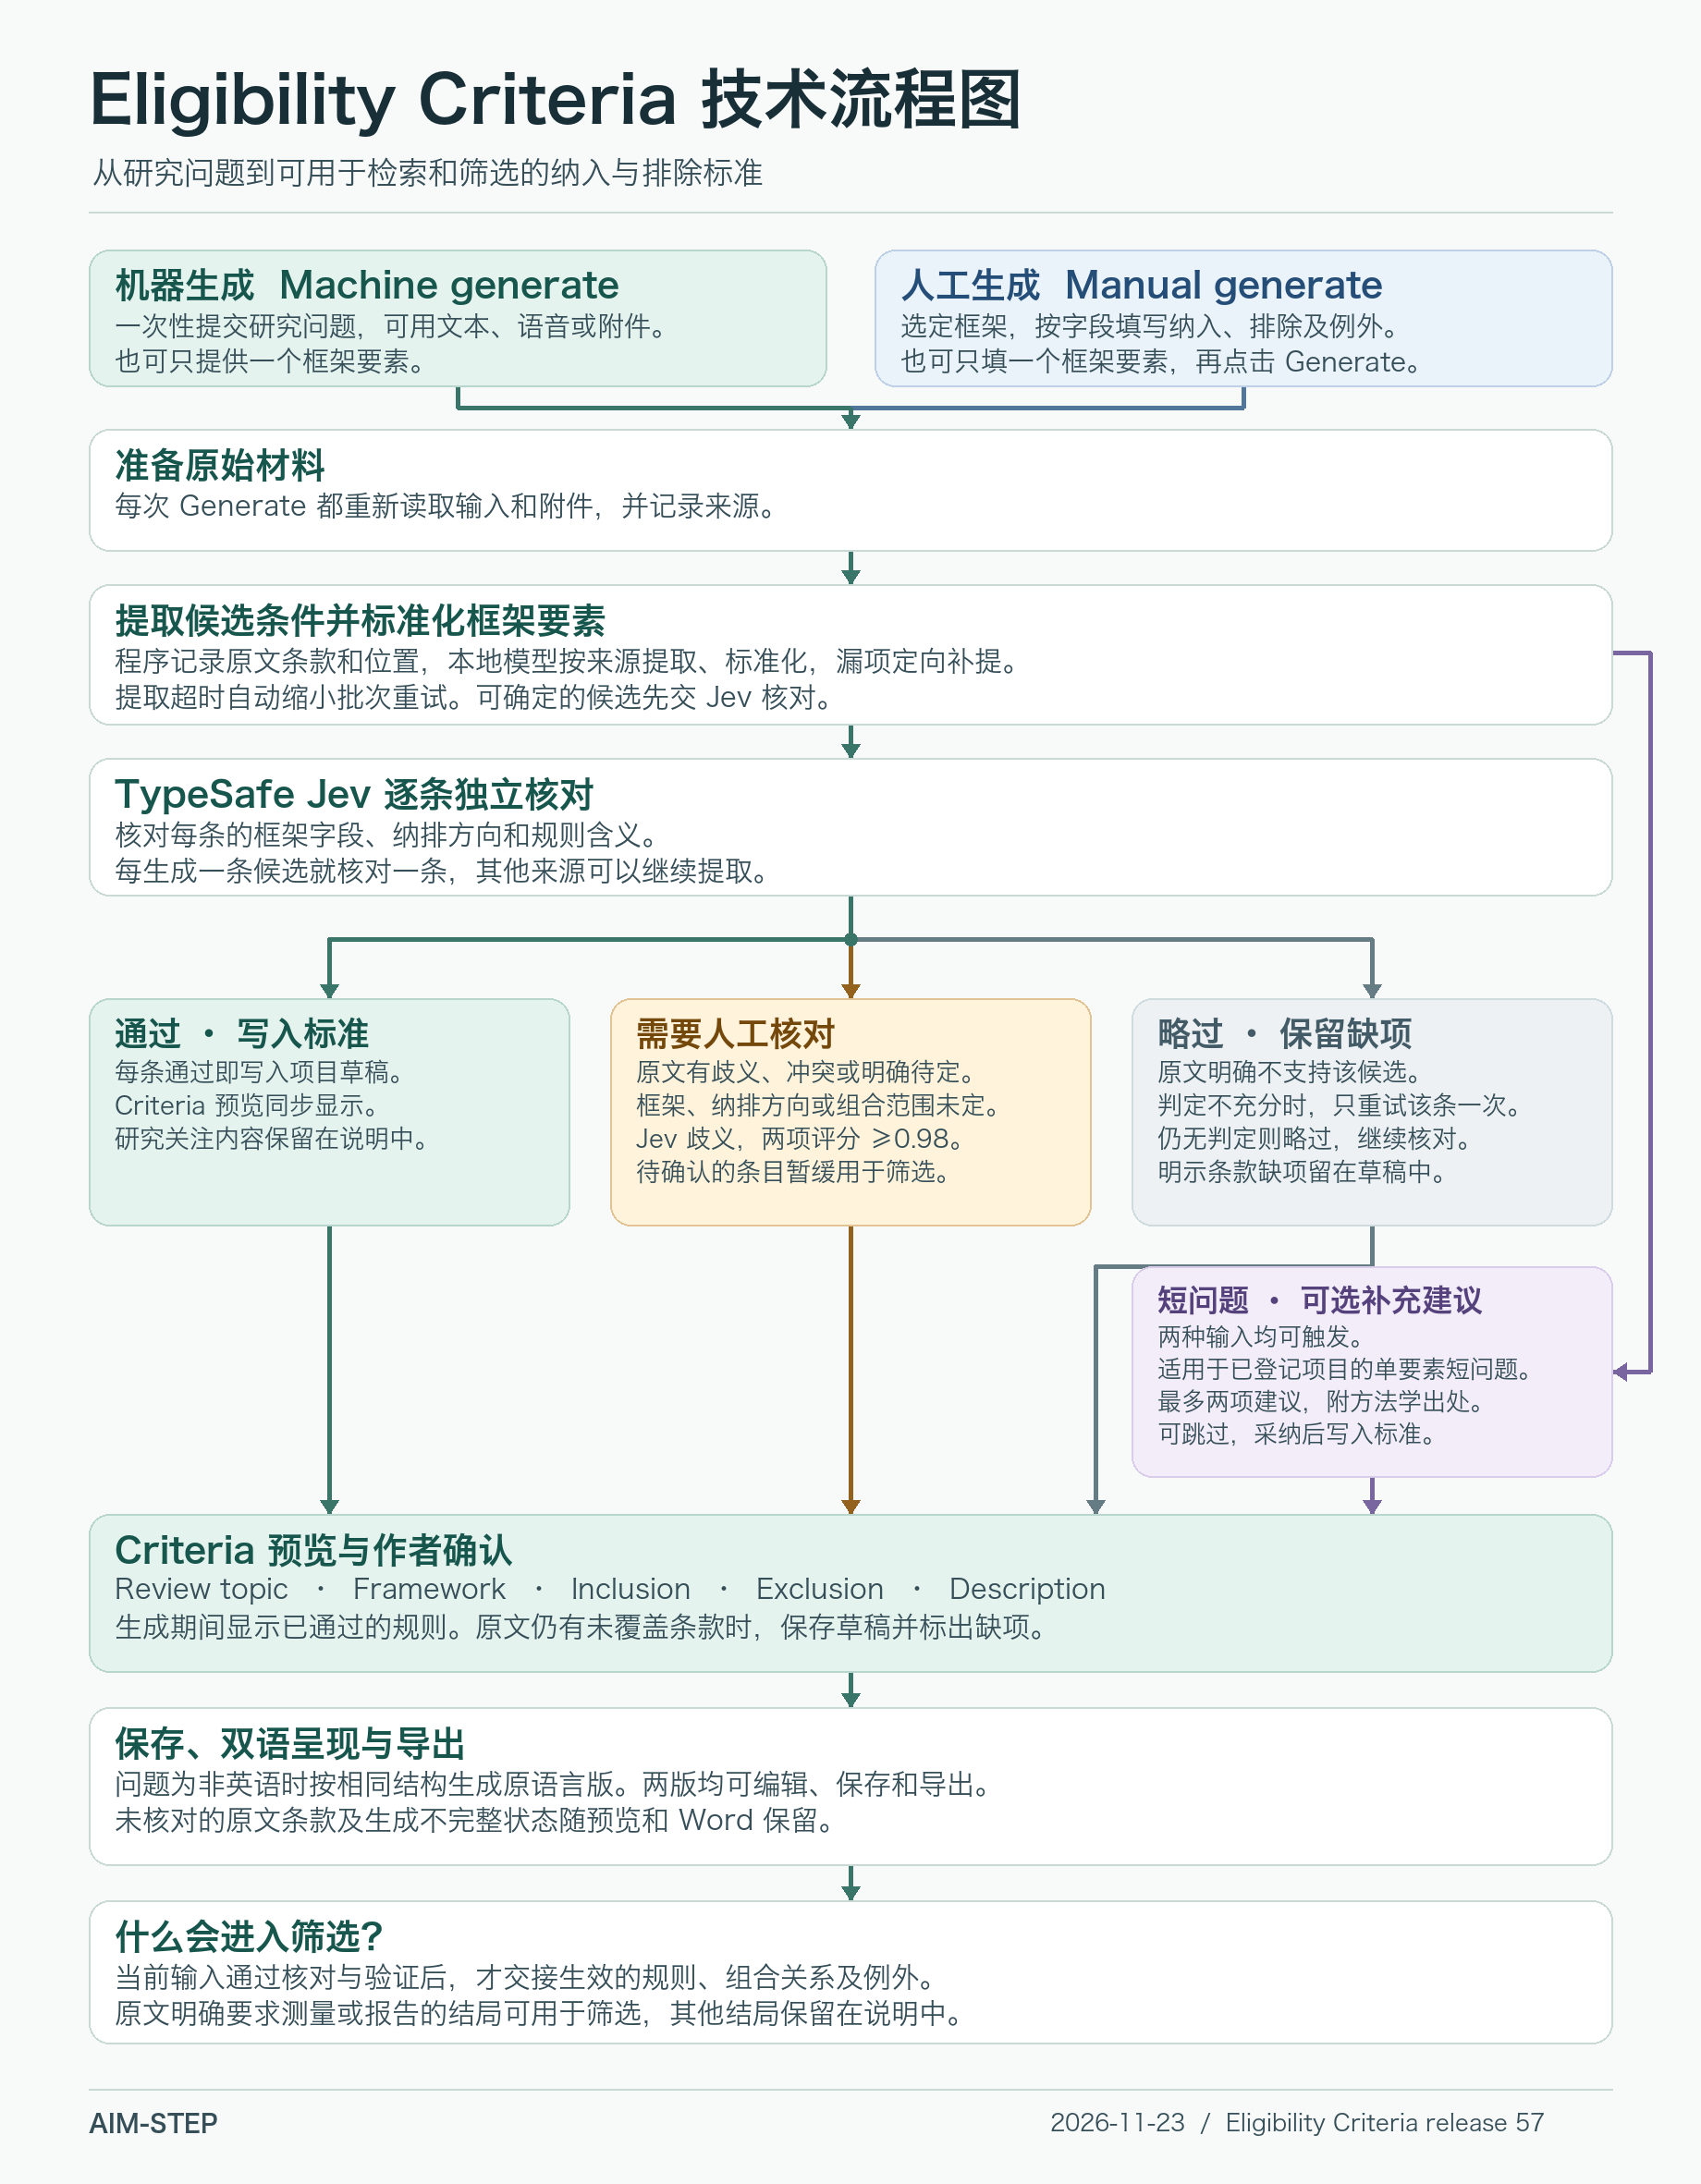 Eligibility Criteria 技术流程图
从研究问题到可用于检索和筛选的纳入与排除标准
机器生成 Machine generate
一次性提交研究问题，可用文本、语音或附件。
也可只提供一个框架要素。
人工生成 Manual generate
选定框架，按字段填写纳入、排除及例外。
也可只填一个框架要素，再点击 Generate。
准备原始材料
每次 Generate 都重新读取输入和附件，并记录来源。
提取候选条件并标准化框架要素
程序记录原文条款和位置，本地模型按来源提取、标准化，漏项定向补提。
提取超时自动缩小批次重试。可确定的候选先交 Jev 核对。
TypeSafe Jev 逐条独立核对
核对每条的框架字段、纳排方向和规则含义。
每生成一条候选就核对一条，其他来源可以继续提取。
通过 · 写入标准
每条通过即写入项目草稿。
Criteria 预览同步显示。
研究关注内容保留在说明中。
需要人工核对
原文有歧义、冲突或明确待定。
框架、纳排方向或组合范围未定。
Jev 歧义，两项评分 ≥0.98。
待确认的条目暂缓用于筛选。
略过 · 保留缺项
原文明确不支持该候选。
判定不充分时，只重试该条一次。
仍无判定则略过，继续核对。
明示条款缺项留在草稿中。
短问题 · 可选补充建议
两种输入均可触发。
适用于已登记项目的单要素短问题。
最多两项建议，附方法学出处。
可跳过，采纳后写入标准。
Criteria 预览与作者确认
Review topic · Framework · Inclusion · Exclusion · Description
生成期间显示已通过的规则。原文仍有未覆盖条款时，保存草稿并标出缺项。
保存、双语呈现与导出
问题为非英语时按相同结构生成原语言版。两版均可编辑、保存和导出。
未核对的原文条款及生成不完整状态随预览和 Word 保留。
什么会进入筛选？
当前输入通过核对与验证后，才交接生效的规则、组合关系及例外。
原文明确要求测量或报告的结局可用于筛选，其他结局保留在说明中。
AIM-STEP
2026-11-23 / Eligibility Criteria release 57